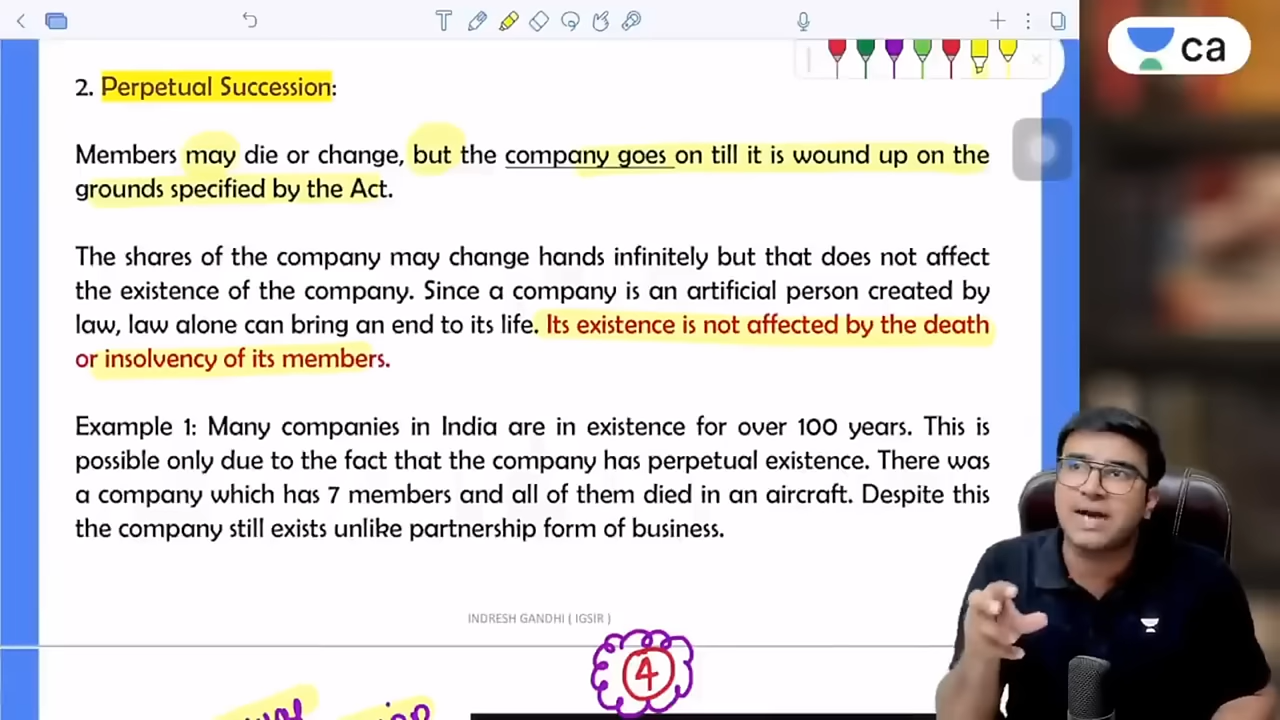 ca
2. Perpetual Succession:
Members may die or change, but the company goes on till it is wound up on the
grounds specified by the Act.
The shares of the company may change hands infinitely but that does not affect
the existence of the company. Since a company is an artificial person created by
law, law alone can bring an end to its life. Its existence is not affected by the death
or insolvency of its members.
Example 1: Many companies in India are in existence for over 100 years. This is
possible only due to the fact that the company has perpetual existence. There was
a company which has 7 members and all of them died in an aircraft. Despite this
the company still exists unlike partnership form of business.
INDRESH GANDHI ( IGSIR )
4